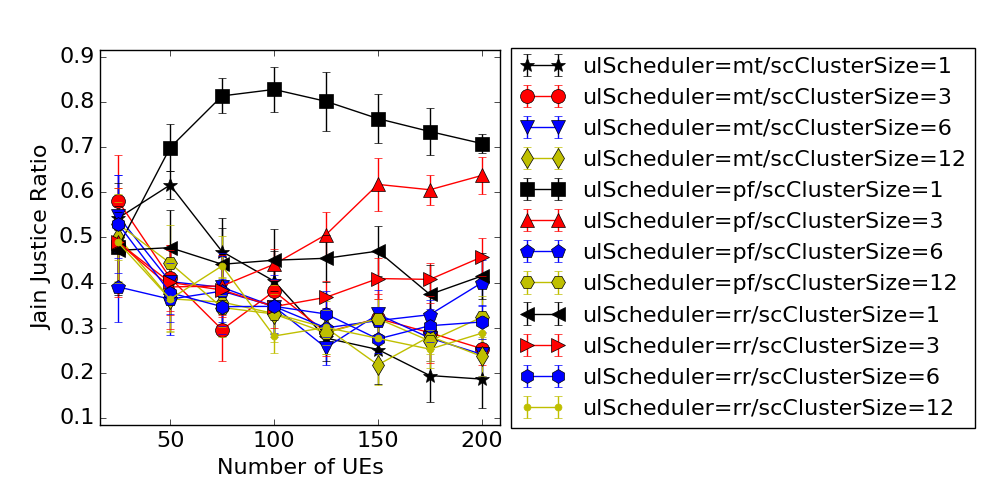 0.9
0.8
0.7
0.6
0.5
0.4
0.3
0.2
0.1
Jain Justice Ratio
50
100
150
200
Number of UEs
ulScheduler=mt/scClusterSize=1
ulScheduler=mt/scClusterSize=3
ulScheduler=mt/scClusterSize=6
ulScheduler=mt/scClusterSize=12
ulScheduler=pf/scClusterSize=1
ulScheduler=pf/scClusterSize=3
ulScheduler=pf/scClusterSize=6
ulScheduler=pf/scClusterSize=12
ulScheduler=rr/scClusterSize=1
ulScheduler=rr/scClusterSize=3
ulScheduler=rr/scClusterSize=6
ulScheduler=rr/scClusterSize=12